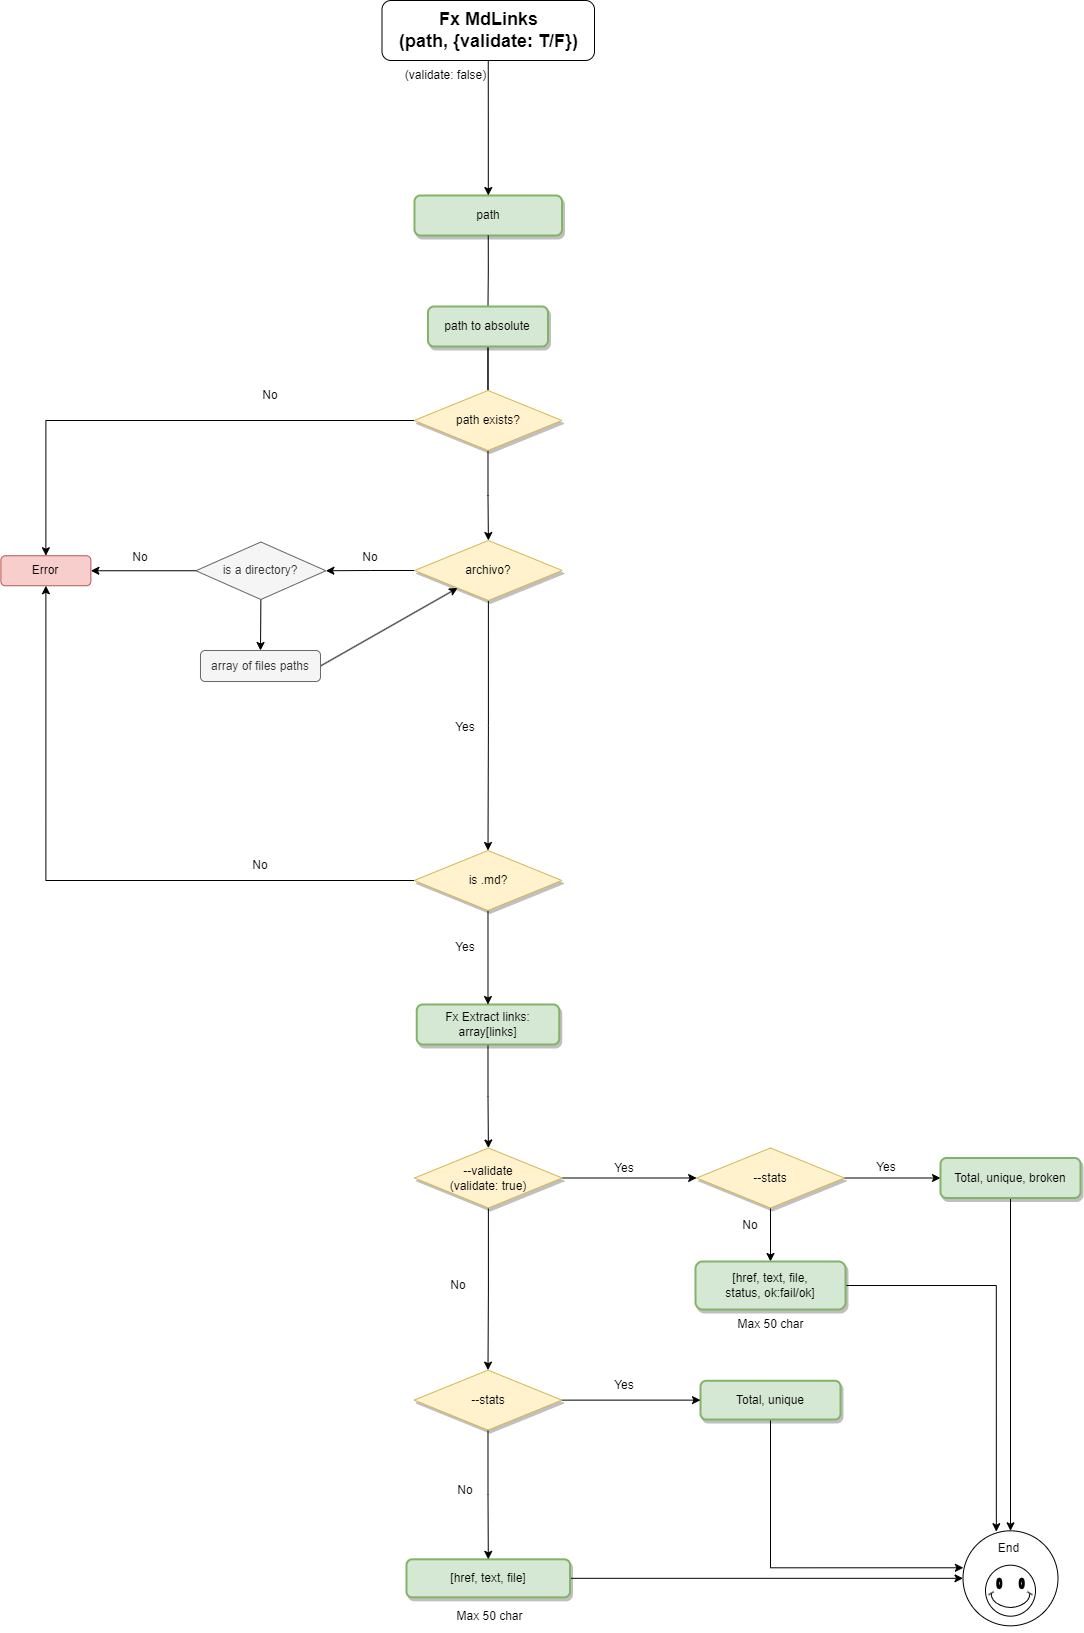 Fx MdLinks
(path, {validate: T/F})
(validate: false)
path
path to absolute
No
path exists?
No
No
Error
is a directory?
archivo?
array of files paths
Yes
No
is .md?
Yes
Fx Extract links:
array[links]
--validate
(validate: true)
Yes
--stats
Yes
Total, unique, broken
No
[href, text, file,
status, ok:fail/ok]
Max 50 char
No
--stats
Yes
Total, unique
No
[href, text, file]
Max 50 char
End